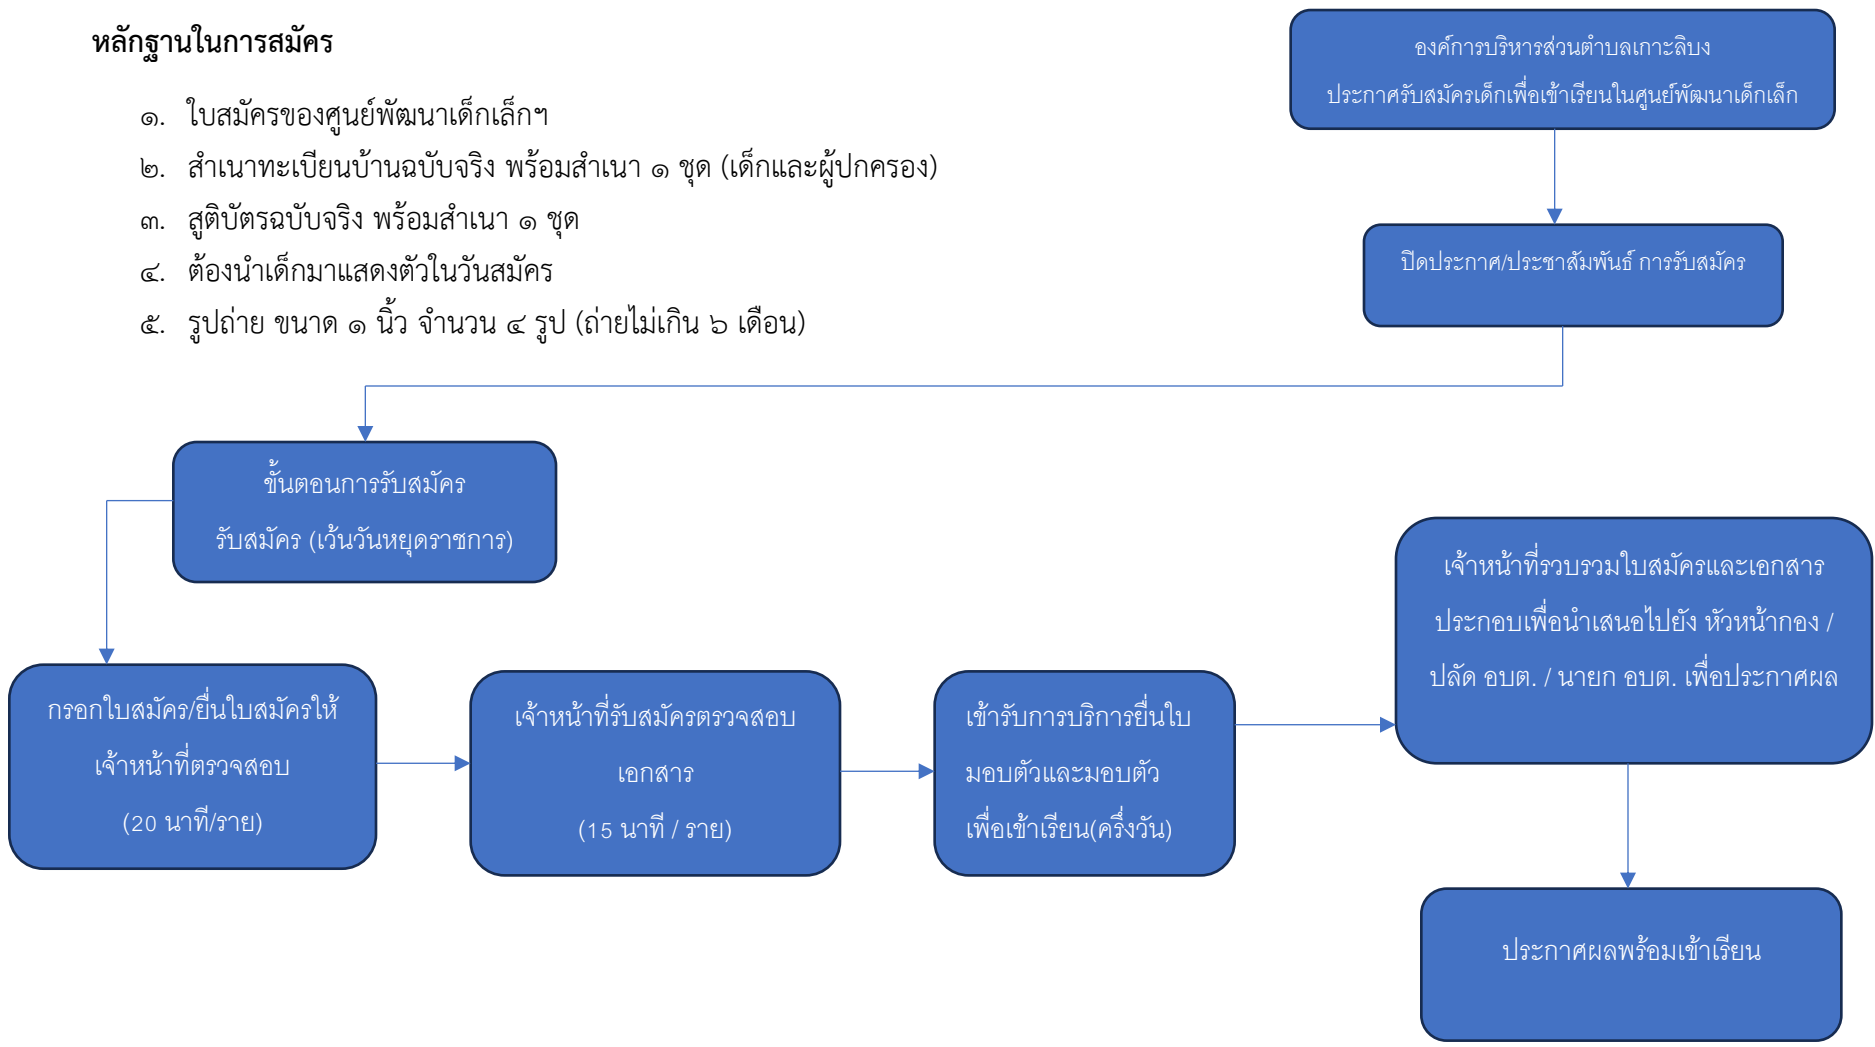 หลักฐานในการสมัคร
๑. ใบสมัครของศูนย์พัฒนาเด็กเล็กฯ
๒. สำเนาทะเบียนบ้านฉบับจริง พร้อมสำเนา ๑ ชุด (เด็กและผู้ปกครอง)
๓. สูติบัตรฉบับจริง พร้อมสำเนา ๑ ชุด
๔. ต้องนำเด็กมาแสดงตัวในวันสมัคร
๕. รูปถ่าย ขนาด ๑ นิ้ว จำนวน ๔ รูป (ถ่ายไม่เกิน ๖ เดือน)
องค์การบริหารส่วนตำบลเกาะลิบง
ประกาศรับสมัครเด็กเพื่อเข้าเรียนในศูนย์พัฒนาเด็กเล็ก
ปิดประกาศ/ประชาสัมพันธ์ การรับสมัคร
ขั้นตอนการรับสมัคร
รับสมัคร (เว้นวันหยุดราชการ)
กรอกใบสมัคร/ยื่นใบสมัครให้
เจ้าหน้าที่ตรวจสอบ
(20 นาที/ราย)
เจ้าหน้าที่รับสมัครตรวจสอบ
เอกสาร
(15 นาที / ราย)
เข้ารับการบริการยื่นใบ
มอบตัวและมอบตัว
เพื่อเข้าเรียน(ครึ่งวัน)
เจ้าหน้าที่รวบรวมใบสมัครและเอกสาร
ประกอบเพื่อนำเสนอไปยัง หัวหน้ากอง /
ปลัด อบต. / นายก อบต. เพื่อประกาศผล
ประกาศผลพร้อมเข้าเรียน